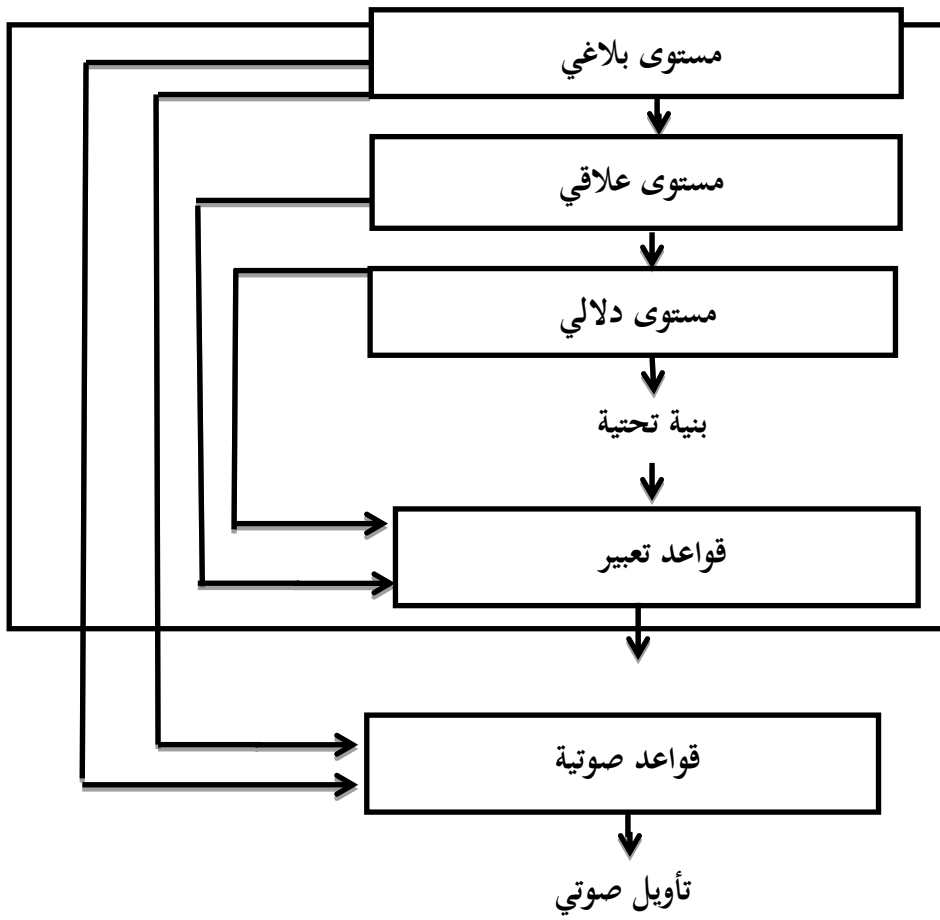 مستوى بلاغي
مستوى علاقي
مستوى دلالي
بنية تحتية
قواعد تعبير
قواعد صوتية
تأويل صوتي